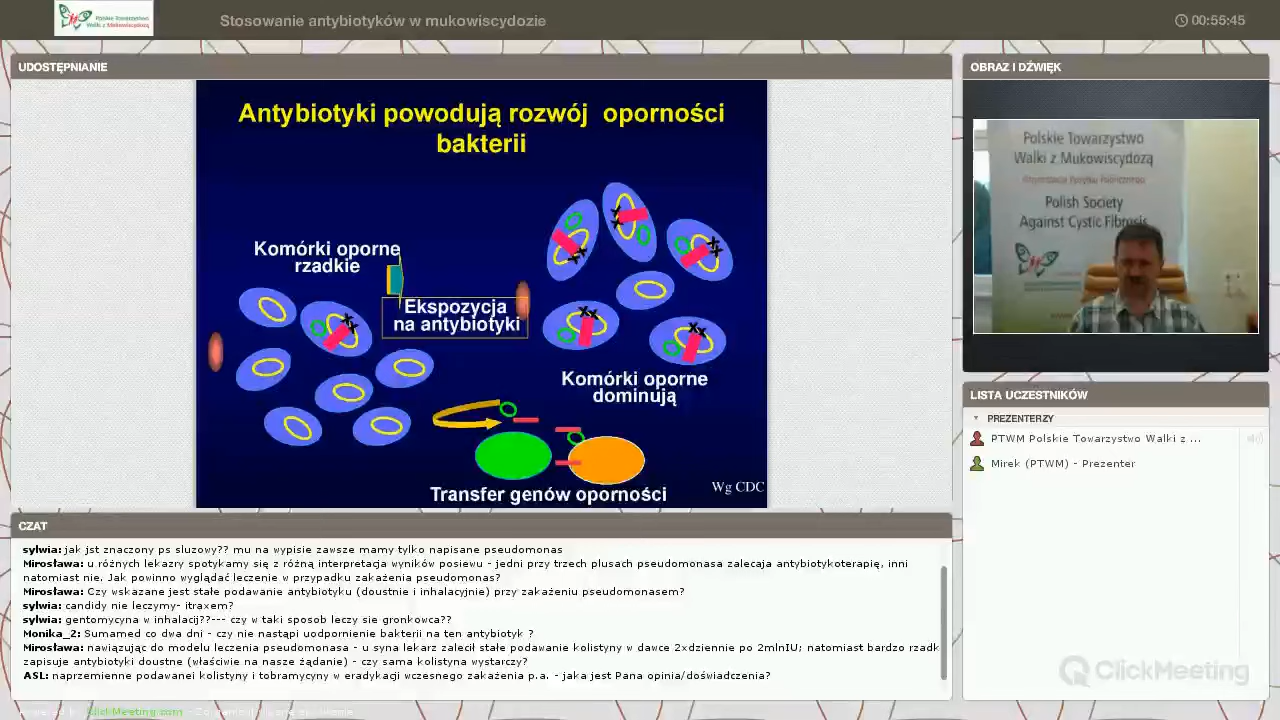 Polskie Towarzystwo
Walki z Mukowiscydozą
Stosowanie antybiotyków w mukowiscydozie
00:55:45
UDOSTĘPNIANIE
Antybiotyki powodują rozwój oporności
bakterii
Komórki oporne
rzadkie
Ekspozycja
na antybiotyki
Komórki oporne
dominują
Transfer genów oporności
Wg CDC
OBRAZ I DŹWIĘK
Polskie Towarzystwo
Walki z Mukowiscydozą
Polish Society
Against Cystic Fibrosis
LISTA UCZESTNIKÓW
PREZENTERZY
PTWM Polskie Towarzystwo Walki z ...
Mirek (PTWM) - Prezenter
CZAT
sylwia: jak jst znaczony ps sluzowy?? mu na wypisie zawsze mamy tylko napisane pseudomonas
Mirosława: u różnych lekazry spotykamy się z różną interpretacja wyników posiewu - jedni przy trzech plusach pseudomonasa zalecaja antybiotykoterapię, inni
natomiast nie. Jak powinno wyglądać leczenie w przypadku zakażenia pseudomonas?
Mirosława: Czy wskazane jest stałe podawanie antybiotyku (doustnie i inhalacyjnie) przy zakażeniu pseudomonasem?
sylwia: candidy nie leczymy- itraxem?
sylwia: gentomycyna w inhalacji??--- czy w taki sposob leczy sie gronkowca??
Monika_2: Sumamed co dwa dni - czy nie nastąpi uodpornienie bakterii na ten antybiotyk ?
Mirosława: nawiązując do modelu leczenia pseudomonasa - u syna lekarz zalecił stałe podawanie kolistyny w dawce 2xdziennie po 2mlnIU; natomiast bardzo rzadk
zapisuje antybiotyki doustne (właściwie na nasze żądanie) - czy sama kolistyna wystarczy?
ASL: naprzemienne podawanei kolistyny i tobramycyny w eradykacji wczesnego zakażenia p.a. - jaka jest Pana opinia/doświadczenia?
ClickMeeting
ClickMeeting.com